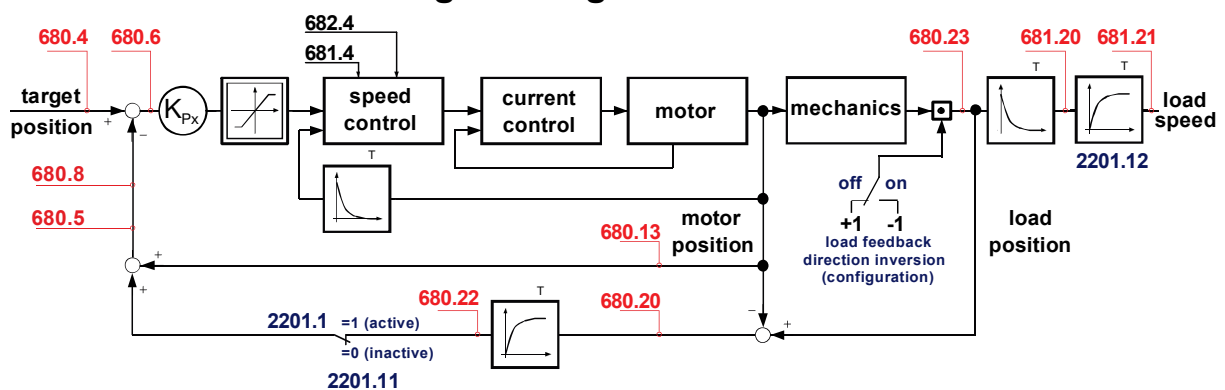 682.4
680.4
680.6
681.4
680.23
681.20
681.21
T
T
target
position
+
−
K
Px
speed
control
current
control
motor
mechanics
load
speed
2201.12
T
680.8
680.5
off
on
+1
-1
load feedback
direction inversion
(configuration)
motor
position
load
position
680.13
+
+
680.22
T
680.20
−
+
2201.1
=1 (active)
=0 (inactive)
2201.11